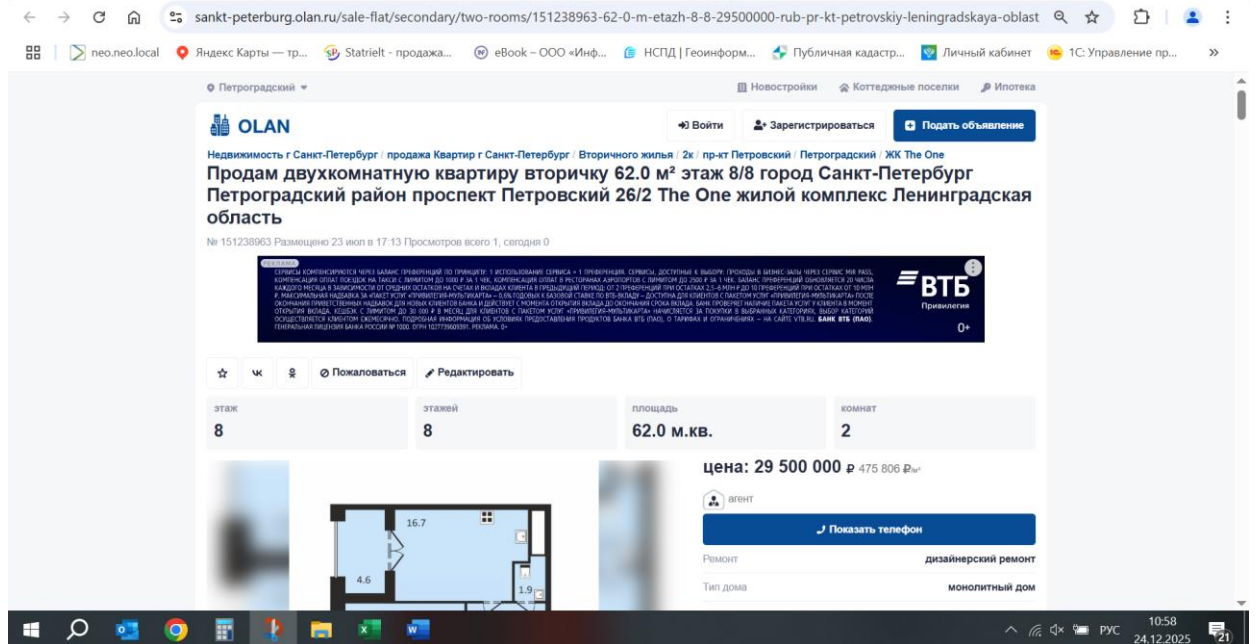 sankt-peterburg.olan.ru/sale-flat/secondary/two-rooms/151238963-62-0-m-etazh-8-8-29500000-rub-pr-kt-petrovskiy-leningradskaya-oblast
neo.neo.local Яндекс Карты — тр... Statrielt - продажа... eBook – ООО «Инф... НСПД | Геоинформ... Публичная кадастр... Личный кабинет 1С: Управление пр... »
Петроградский Новостройки Коттеджные поселки Ипотека
OLAN Войти Зарегистрироваться Подать объявление
Недвижимость г Санкт-Петербург / продажа Квартир г Санкт-Петербург / Вторичного жилья / 2к / пр-кт Петровский / Петроградский / ЖК The One
Продам двухкомнатную квартиру вторичку 62.0 м² этаж 8/8 город Санкт-Петербург
Петроградский район проспект Петровский 26/2 The One жилой комплекс Ленинградская
область
№ 151238963 Размещено 23 июл в 17:13 Просмотров всего 1, сегодня 0
РЕКЛАМА
ВТБ
Привилегия
0+
Пожаловаться Редактировать
этаж этажей площадь комнат
8 8 62.0 м.кв. 2
цена: 29 500 000 ₽ 475 806 ₽/м²
агент
Показать телефон
Ремонт дизайнерский ремонт
Тип дома монолитный дом
16.7
4.6
1.9
РУС 10:58
24.12.2025
21